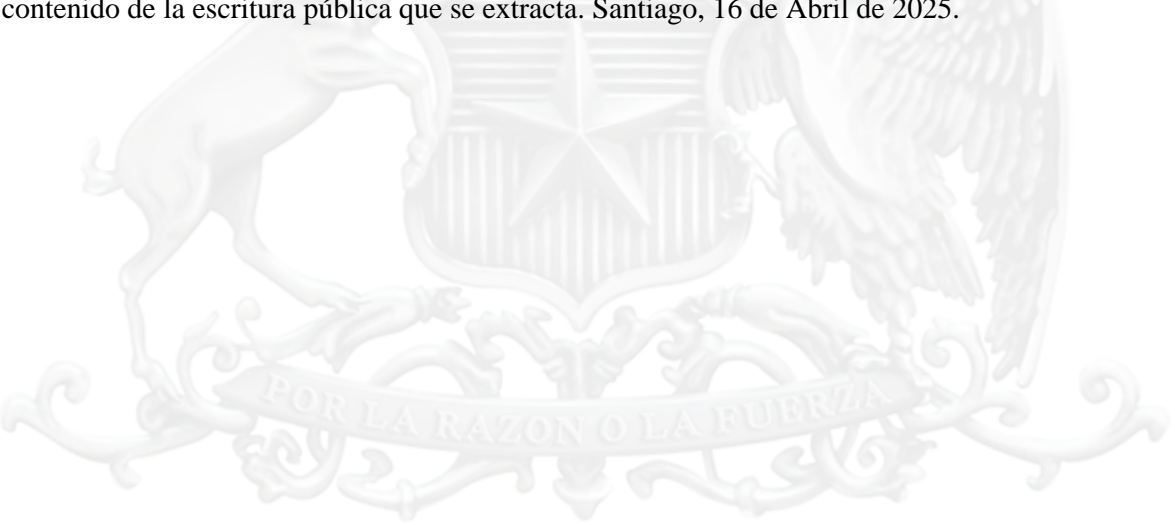 contenido de la escritura pública que se extracta. Santiago, 16 de Abril de 2025.
POR LA RAZON O LA FUERZA